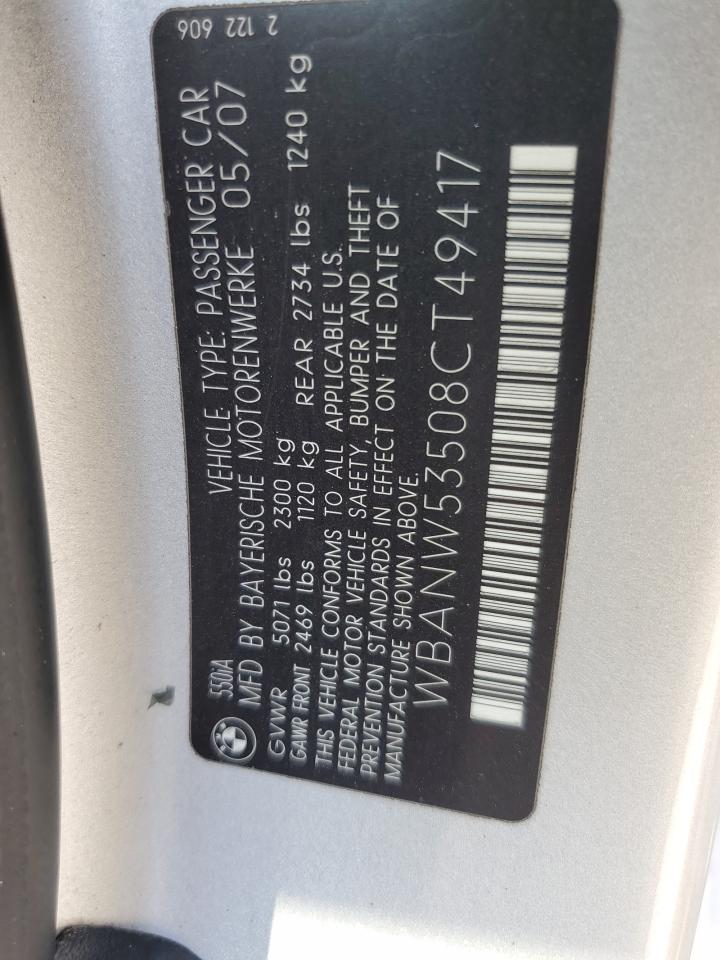 550iA
VEHICLE TYPE: PASSENGER CAR
MFD BY BAYERISCHE MOTORENWERKE 05/07
GVWR 5071 lbs 2300 kg
GAWR FRONT 2469 lbs 1120 kg REAR 2734 lbs 1240 kg
THIS VEHICLE CONFORMS TO ALL APPLICABLE U.S.
FEDERAL MOTOR VEHICLE SAFETY, BUMPER AND THEFT
PREVENTION STANDARDS IN EFFECT ON THE DATE OF
MANUFACTURE SHOWN ABOVE.
WBANW53508CT49417
2 122 606